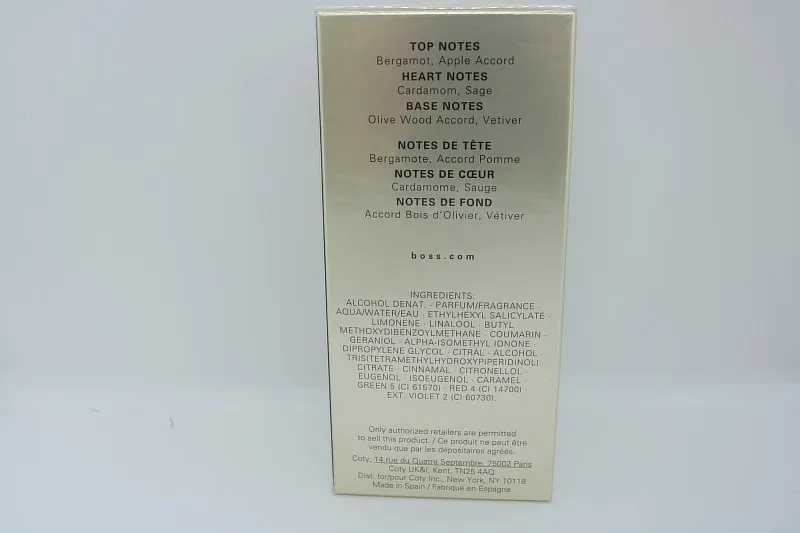 TOP NOTES
Bergamot, Apple Accord
HEART NOTES
Cardamom, Sage
BASE NOTES
Olive Wood Accord, Vetiver
NOTES DE TÊTE
Bergamote, Accord Pomme
NOTES DE CŒUR
Cardamome, Sauge
NOTES DE FOND
Accord Bois d'Olivier, Vétiver
boss.com
INGREDIENTS:
ALCOHOL DENAT. · PARFUM/FRAGRANCE ·
AQUA/WATER/EAU · ETHYLHEXYL SALICYLATE ·
LIMONENE · LINALOOL · BUTYL
METHOXYDIBENZOYLMETHANE · COUMARIN ·
GERANIOL · ALPHA-ISOMETHYL IONONE ·
DIPROPYLENE GLYCOL · CITRAL · ALCOHOL ·
TRIS(TETRAMETHYLHYDROXYPIPERIDINOL)
CITRATE · CINNAMAL · CITRONELLOL ·
EUGENOL · ISOEUGENOL · CARAMEL ·
GREEN 5 (CI 61570) · RED 4 (CI 14700) ·
EXT. VIOLET 2 (CI 60730).
Only authorized retailers are permitted
to sell this product. / Ce produit ne peut être
vendu que par les dépositaires agréés.
Coty, 14 rue du Quatre Septembre, 75002 Paris
Coty UK&I, Kent, TN25 4AQ
Dist. for/pour Coty Inc., New York, NY 10118
Made in Spain / Fabriqué en Espagne